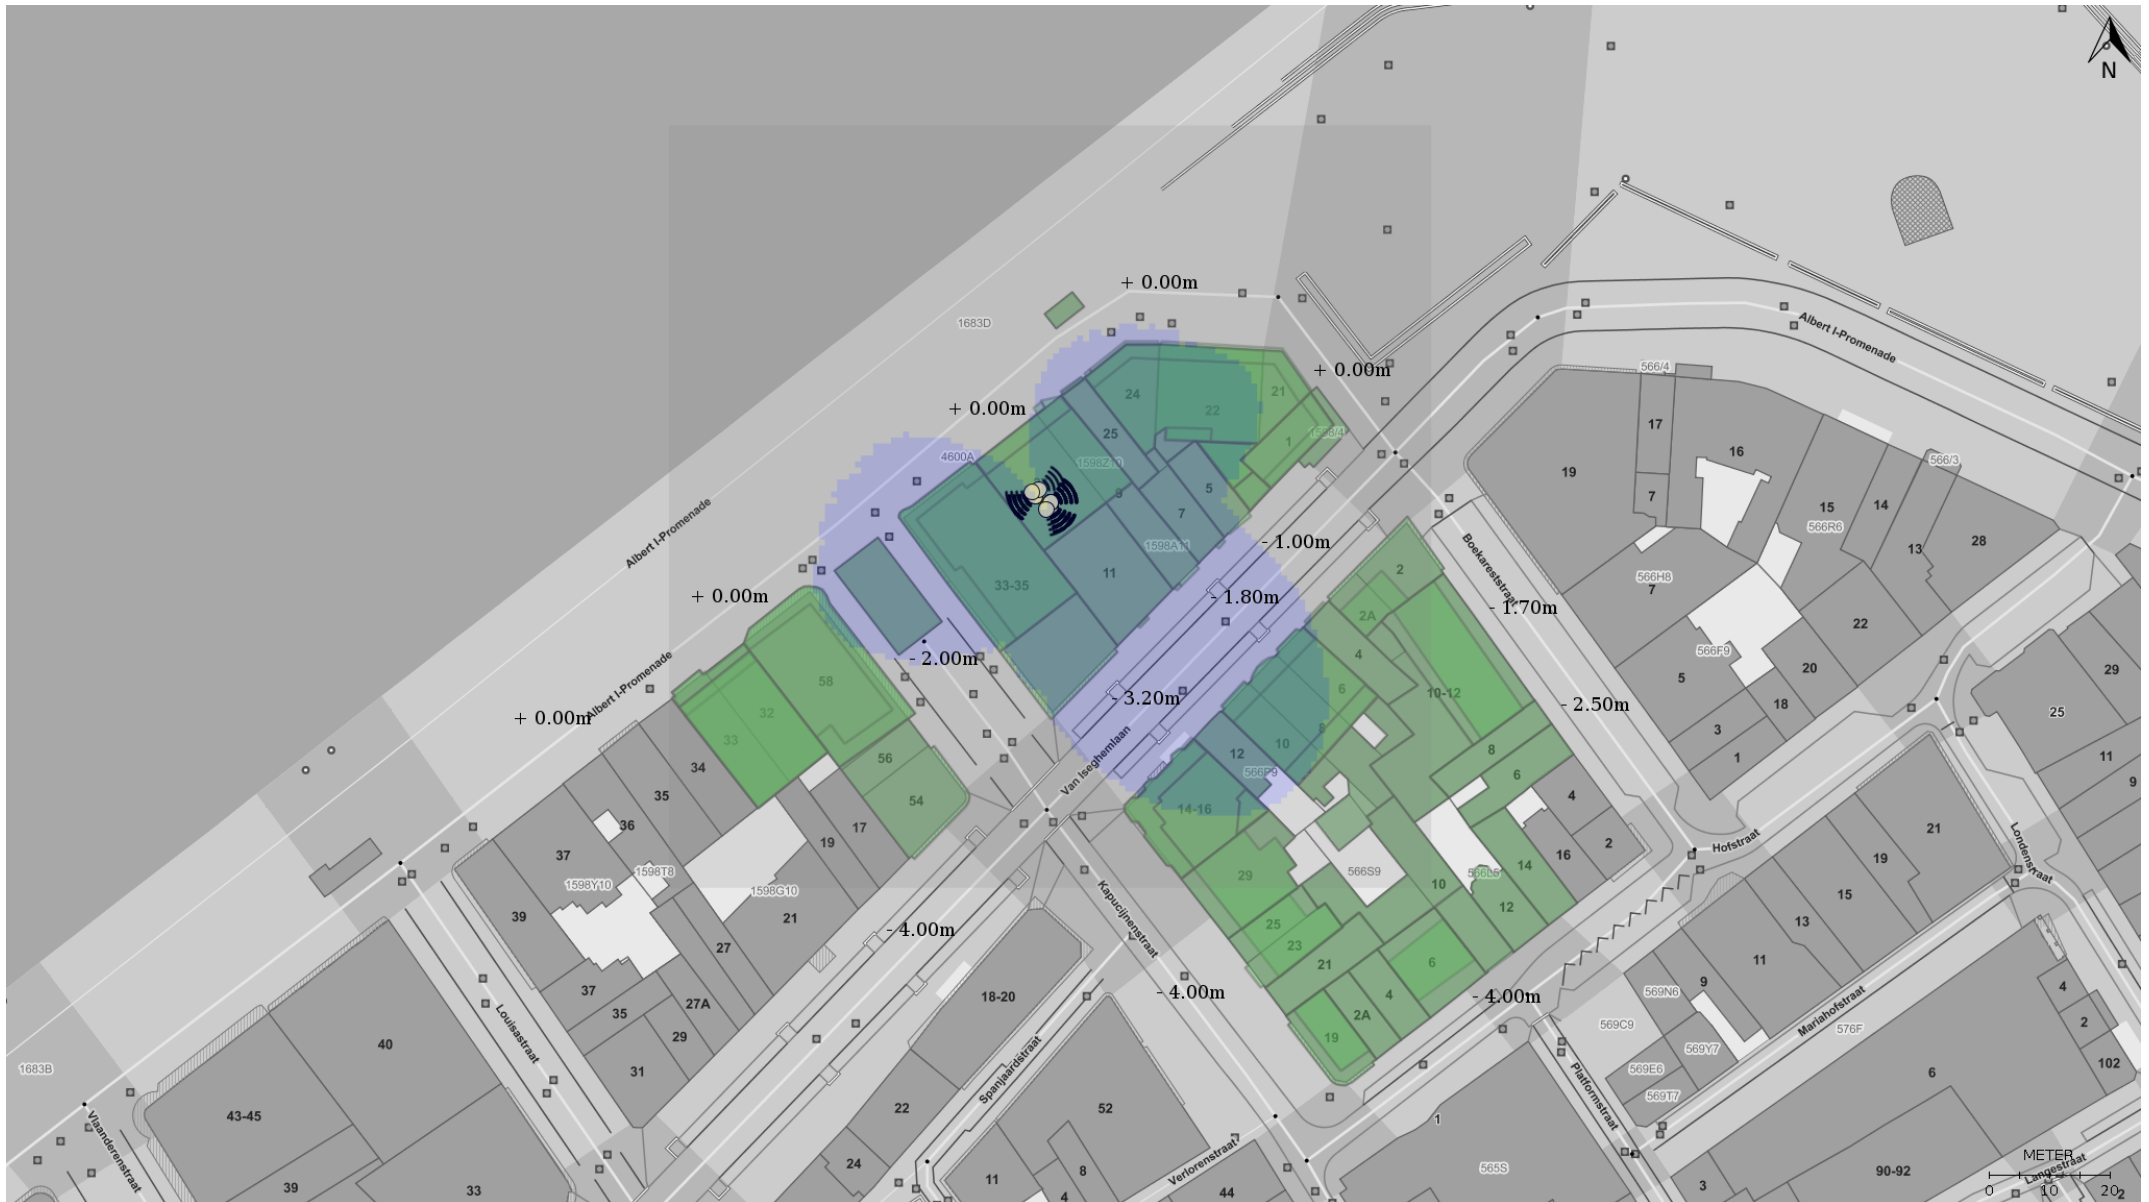 N
+ 0.00m
1683D
+ 0.00m
Albert I-Promenade
566/4
+ 0.00m
24
21
22
17
16
25
1
1598/4
4600A
1598Z10
19
566/3
5
9
7
15
14
566R6
7
Albert I-Promenade
- 1.00m
1598A11
28
13
11
2
Boekareststraat
566H8
7
33-35
+ 0.00m
- 1.80m
- 1.70m
2A
22
- 2.00m
4
566F9
20
29
Albert I-Promenade
58
5
6
10-12
- 3.20m
- 2.50m
18
25
32
+ 0.00m
33
8
3
Van Iseghemlaan
10
12
8
1
11
56
34
566P9
6
9
35
54
14-16
4
36
17
19
2
21
Hofstraat
37
16
19
14
Londenstraat
1598T8
1598Y10
1598G10
29
566S9
566L5
10
15
39
21
12
Kapucijnenstraat
13
25
- 4.00m
23
27
11
21
6
9
4
37
18-20
- 4.00m
4
- 4.00m
569N6
27A
35
2A
2
Louisastraat
569C9
Mariahofstraat
576F
29
19
40
569Y7
102
1683B
31
Spanjaardstraat
569E6
6
Platformstraat
569T7
43-45
22
52
1
Vlaanderenstraat
Verlorenstraat
METER
24
8
565S
90-92
Langestraat
11
39
33
4
44
3
0
10
20
2